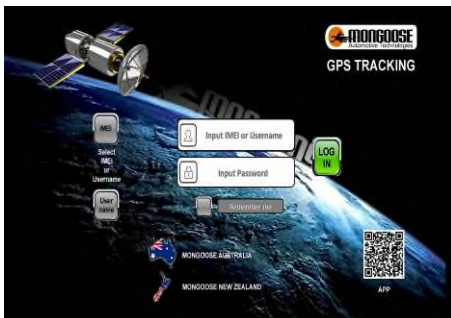 MONGOOSE
Automotive Technologies
GPS TRACKING
MONGOOSE
IMEI
Input IMEI or Username
Select
IMEI
or
Username
LOG
IN
Input Password
User
name
Remember me
MONGOOSE AUSTRALIA
MONGOOSE NEW ZEALAND
APP